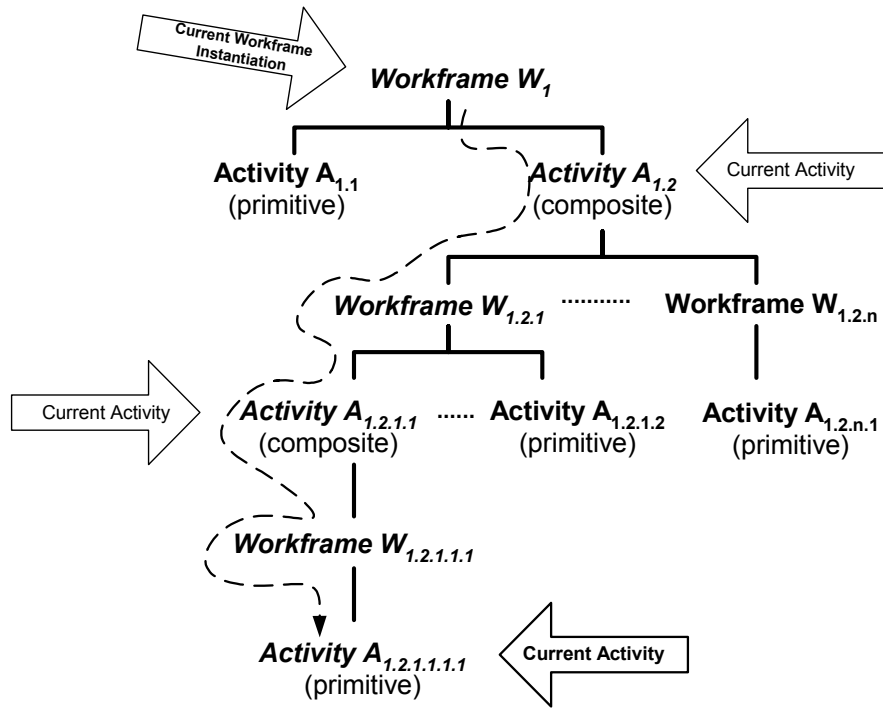 Current Workframe
Instantiation
Workframe W1
Activity A1.1
(primitive)
Activity A1.2
(composite)
Current Activity
Workframe W1.2.1
...........
Workframe W1.2.n
Current Activity
Activity A1.2.1.1
(composite)
......
Activity A1.2.1.2
(primitive)
Activity A1.2.n.1
(primitive)
Workframe W1.2.1.1.1
Activity A1.2.1.1.1.1
(primitive)
Current Activity